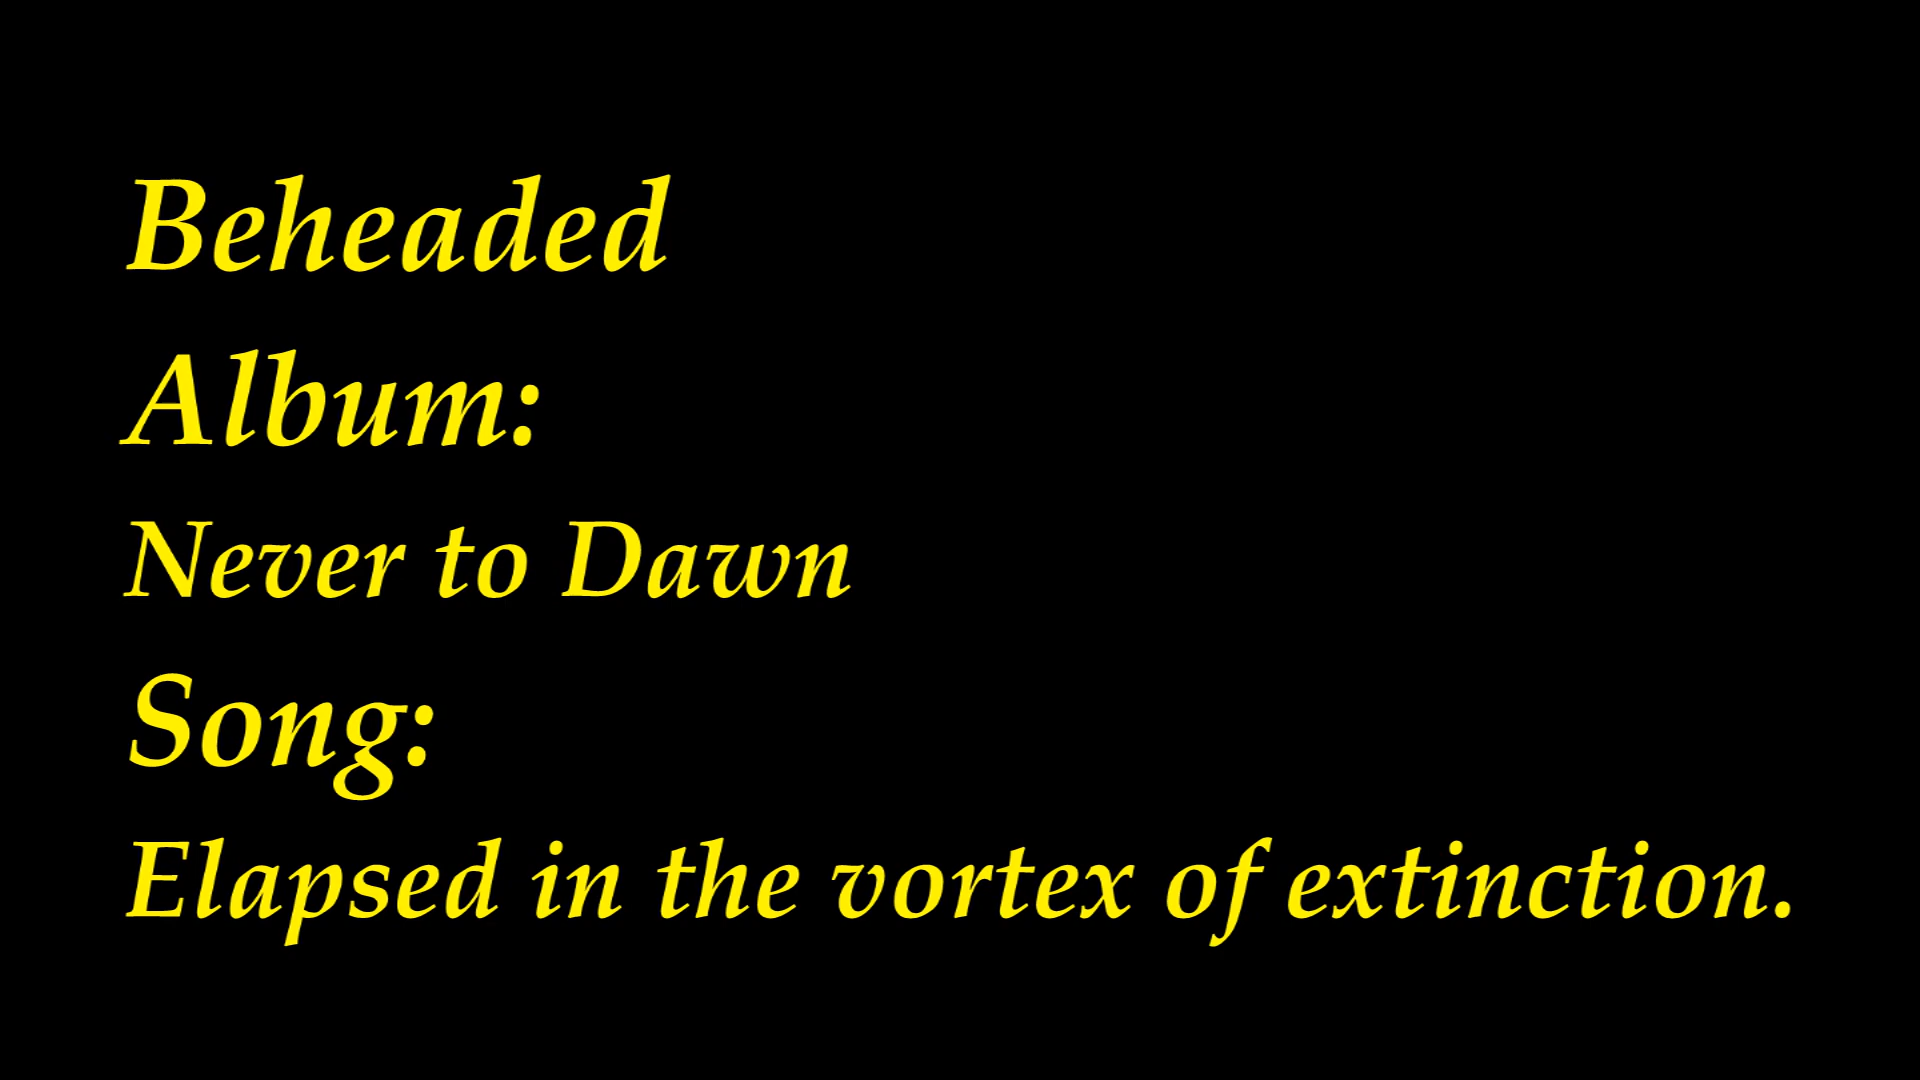 Beheaded
Album:
Never to Dawn
Song:
Elapsed in the vortex of extinction.